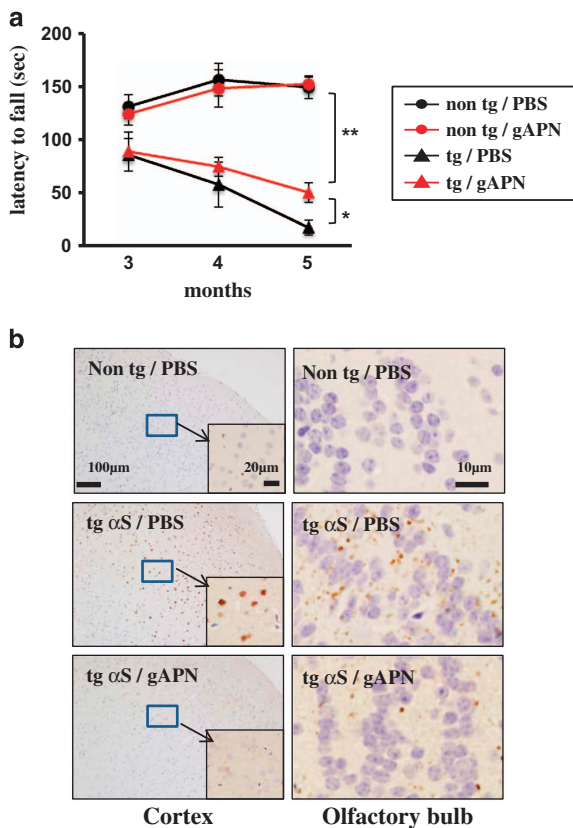 a
latency to fall (sec)
200
150
100
50
0
3 4 5
months
**
*
non tg / PBS
non tg / gAPN
tg / PBS
tg / gAPN
b
Non tg / PBS
100μm
20μm
Non tg / PBS
10μm
tg αS / PBS
tg αS / PBS
tg αS / gAPN
tg αS / gAPN
Cortex
Olfactory bulb